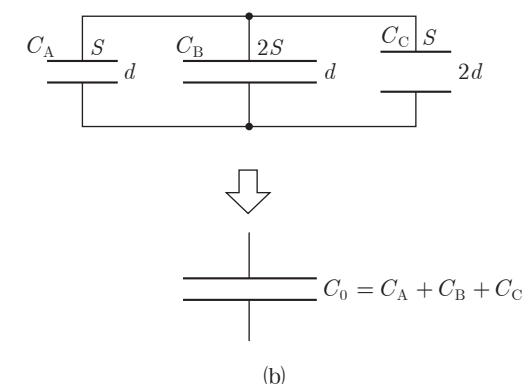 C_A S d
C_B 2S d
C_C S 2d
C_0 = C_A + C_B + C_C
(b)